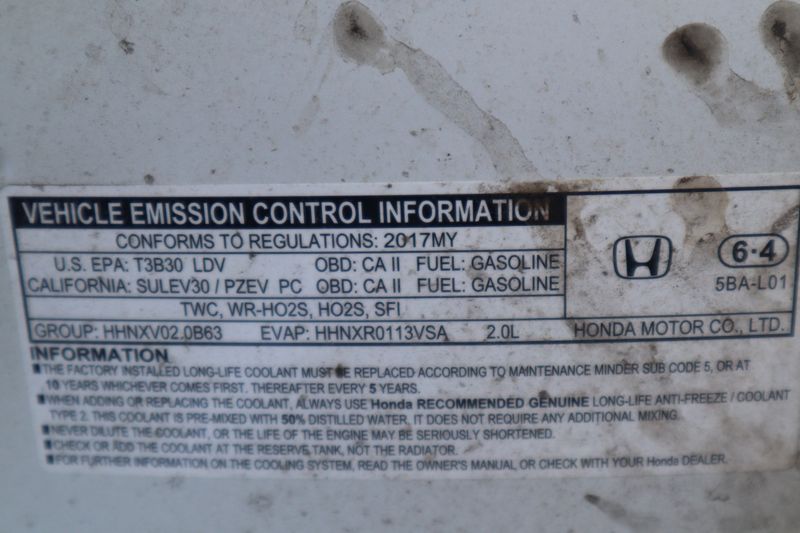 VEHICLE EMISSION CONTROL INFORMATION
CONFORMS TO REGULATIONS: 2017MY
U.S. EPA: T3B30 LDV OBD: CA II FUEL: GASOLINE
CALIFORNIA: SULEV30 / PZEV PC OBD: CA II FUEL: GASOLINE
TWC, WR-HO2S, HO2S, SFI
GROUP: HHNXV02.0B63 EVAP: HHNXR0113VSA 2.0L
6·4
5BA-L01
HONDA MOTOR CO., LTD.
INFORMATION
■THE FACTORY INSTALLED LONG-LIFE COOLANT MUST BE REPLACED ACCORDING TO MAINTENANCE MINDER SUB CODE 5, OR AT
10 YEARS WHICHEVER COMES FIRST. THEREAFTER EVERY 5 YEARS.
■WHEN ADDING OR REPLACING THE COOLANT, ALWAYS USE Honda RECOMMENDED GENUINE LONG-LIFE ANTI-FREEZE / COOLANT
TYPE 2. THIS COOLANT IS PRE-MIXED WITH 50% DISTILLED WATER, IT DOES NOT REQUIRE ANY ADDITIONAL MIXING.
■NEVER DILUTE THE COOLANT, OR THE LIFE OF THE ENGINE MAY BE SERIOUSLY SHORTENED.
■CHECK OR ADD THE COOLANT AT THE RESERVE TANK, NOT THE RADIATOR.
■FOR FURTHER INFORMATION ON THE COOLING SYSTEM, READ THE OWNER'S MANUAL OR CHECK WITH YOUR Honda DEALER.